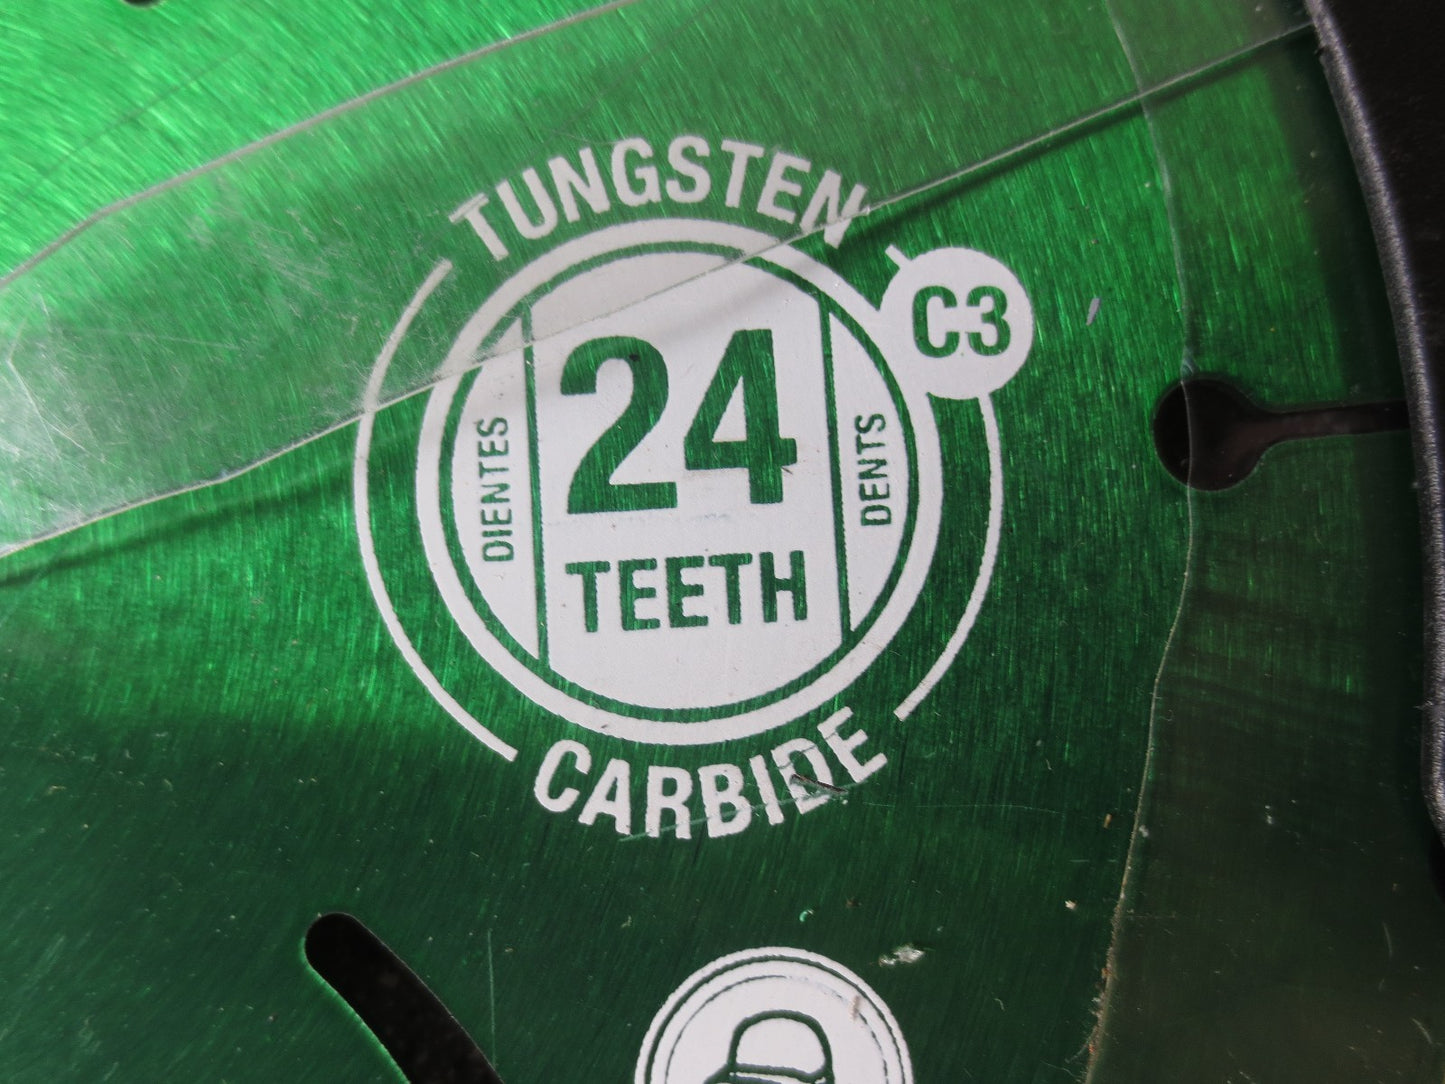 TUNGSTEN
C3
24
TEETH
DIENTES
DENTS
CARBIDE